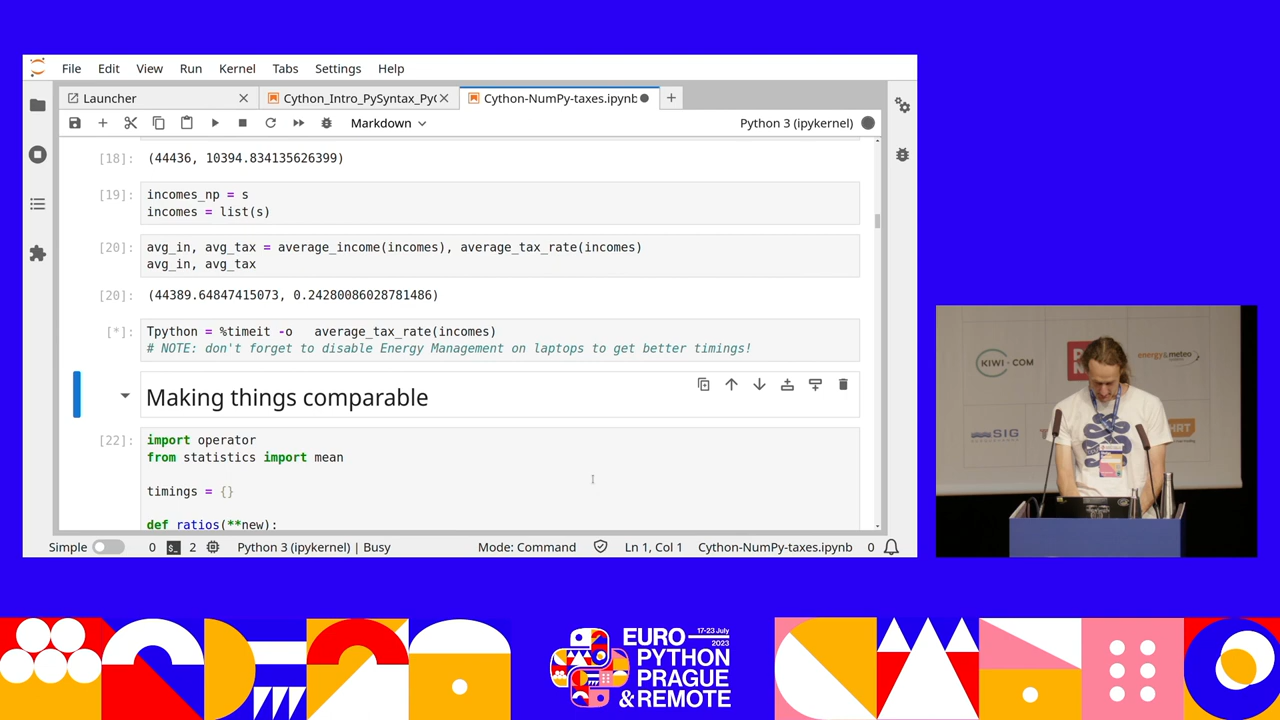 File Edit View Run Kernel Tabs Settings Help
Launcher Cython_Intro_PySyntax_Py( Cython-NumPy-taxes.ipynb
Markdown Python 3 (ipykernel)
[18]: (44436, 10394.834135626399)
[19]: incomes_np = s
incomes = list(s)
[20]: avg_in, avg_tax = average_income(incomes), average_tax_rate(incomes)
avg_in, avg_tax
[20]: (44389.64847415073, 0.24280086028781486)
[*]: Tpython = %timeit -o average_tax_rate(incomes)
# NOTE: don't forget to disable Energy Management on laptops to get better timings!
Making things comparable
[22]: import operator
from statistics import mean
timings = {}
def ratios(**new):
Simple 0 2 Python 3 (ipykernel) | Busy Mode: Command Ln 1, Col 1 Cython-NumPy-taxes.ipynb 0
KIWI·COM
energy&meteo
SIG
EURO 17-23 July
2023
PYTHON
PRAGUE
& REMOTE